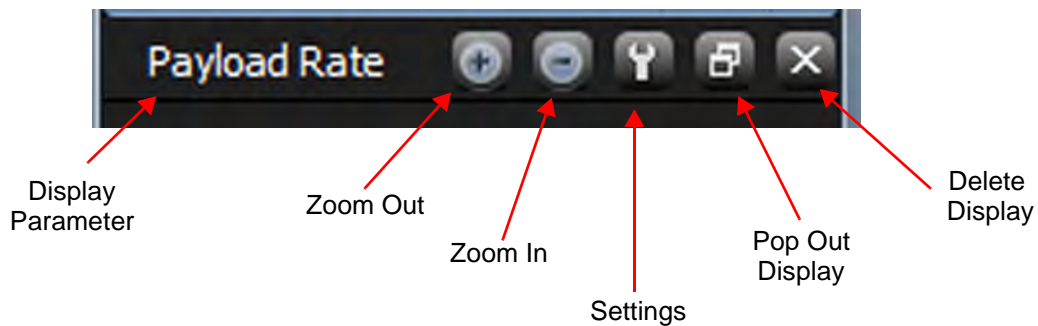 Payload Rate
Display
Parameter
Zoom Out
Zoom In
Settings
Pop Out
Display
Delete
Display